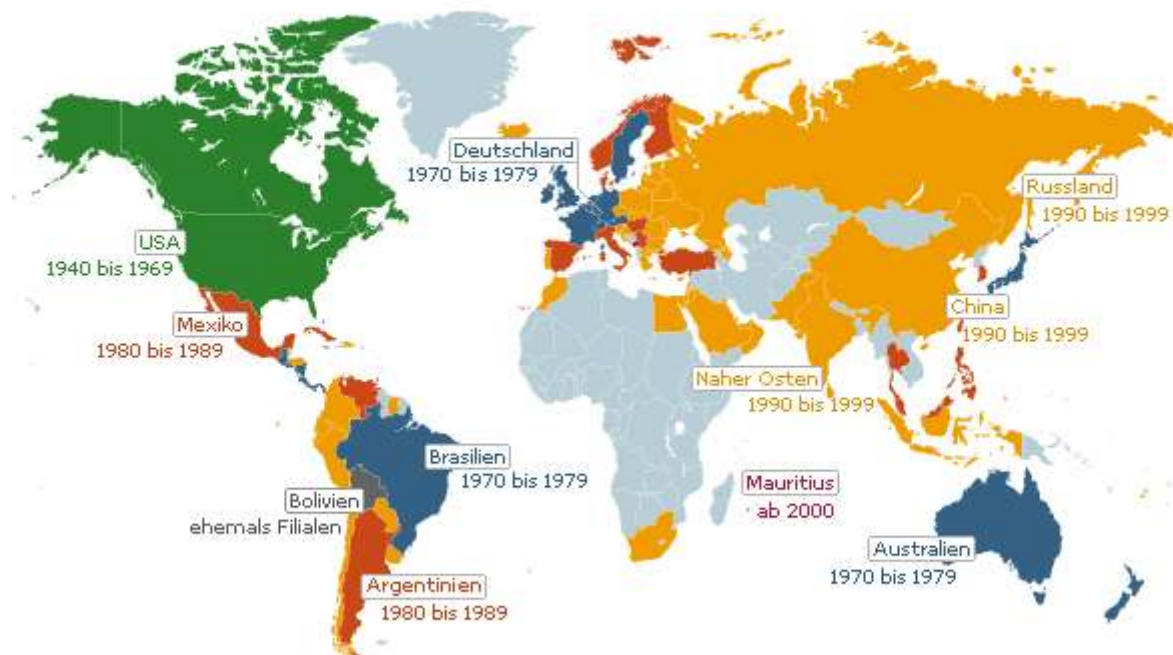 Deutschland
1970 bis 1979
Russland
1990 bis 1999
USA
1940 bis 1969
Mexiko
1980 bis 1989
China
1990 bis 1999
Naher Osten
1990 bis 1999
Brasilien
1970 bis 1979
Bolivien
ehemals Filialen
Mauritius
ab 2000
Australien
1970 bis 1979
Argentinien
1980 bis 1989